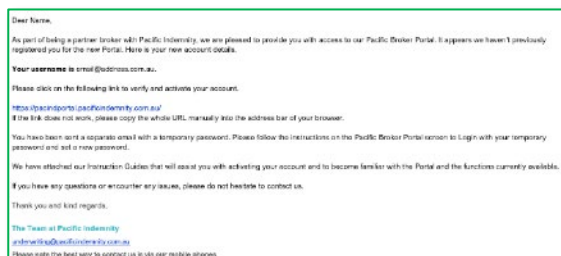 Dear Name,
As part of being a partner broker with Pacific Indemnity, we are pleased to provide you with access to our Pacific Broker Portal. It appears we haven't previously
registered you for the new Portal. Here is your new account details.
Your username is email@address.com.au.
Please click on the following link to verify and activate your account.
https://pacindportal.pacificindemnity.com.au/
If the link does not work, please copy the whole URL manually into the address bar of your browser.
You have been sent a separate email with a temporary password. Please follow the instructions on the Pacific Broker Portal screen to Login with your temporary
password and set a new password.
We have attached our Instruction Guides that will assist you with activating your account and to become familiar with the Portal and the functions currently available.
If you have any questions or encounter any issues, please do not hesitate to contact us.
Thank you and kind regards,
The Team at Pacific Indemnity
underwriting@pacificindemnity.com.au
Please note the best way to contact us is via our mobile phones